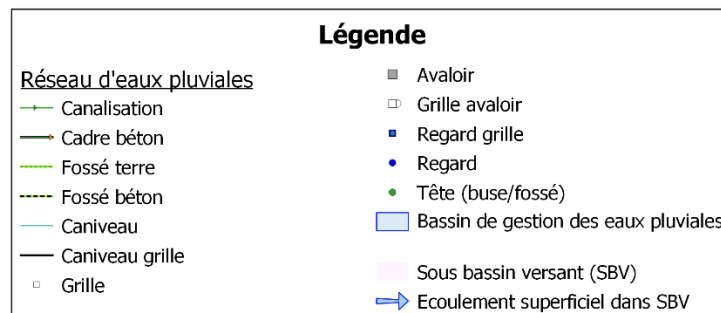 Légende
Réseau d'eaux pluviales
Canalisation
Cadre béton
Fossé terre
Fossé béton
Caniveau
Caniveau grille
Grille
Avaloir
Grille avaloir
Regard grille
Regard
Tête (buse/fossé)
Bassin de gestion des eaux pluviales
Sous bassin versant (SBV)
Ecoulement superficiel dans SBV